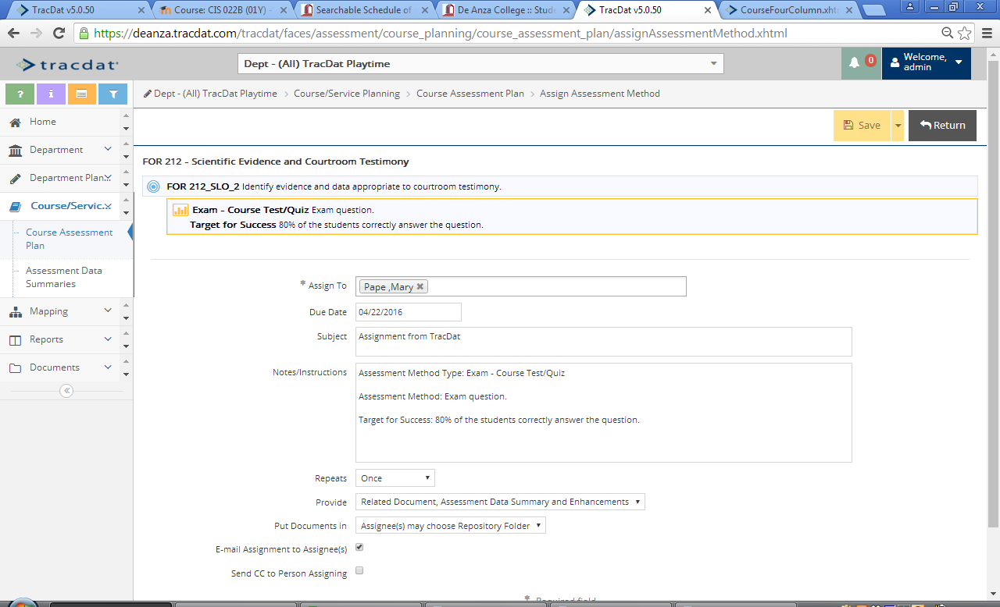 TracDat v5.0.50
Course: CIS 022B (01Y) -
Searchable Schedule of
De Anza College :: Stude
TracDat v5.0.50
CourseFourColumn.xht
https://deanza.tracdat.com/tracdat/faces/assessment/course_planning/course_assessment_plan/assignAssessmentMethod.xhtml
tracdat
Dept - (All) TracDat Playtime
0
Welcome,
admin
? i
Dept - (All) TracDat Playtime > Course/Service Planning > Course Assessment Plan > Assign Assessment Method
Home
Save
Return
Department
FOR 212 - Scientific Evidence and Courtroom Testimony
Department Plan...
FOR 212_SLO_2 Identify evidence and data appropriate to courtroom testimony.
Course/Servic...
Exam - Course Test/Quiz Exam question.
Target for Success 80% of the students correctly answer the question.
Course Assessment
Plan
Assessment Data
Summaries
Mapping
Reports
Documents
* Assign To Pape ,Mary
Due Date 04/22/2016
Subject Assignment from TracDat
Notes/Instructions Assessment Method Type: Exam - Course Test/Quiz
Assessment Method: Exam question.
Target for Success: 80% of the students correctly answer the question.
Repeats Once
Provide Related Document, Assessment Data Summary and Enhancements
Put Documents in Assignee(s) may choose Repository Folder
E-mail Assignment to Assignee(s)
Send CC to Person Assigning
* Required field